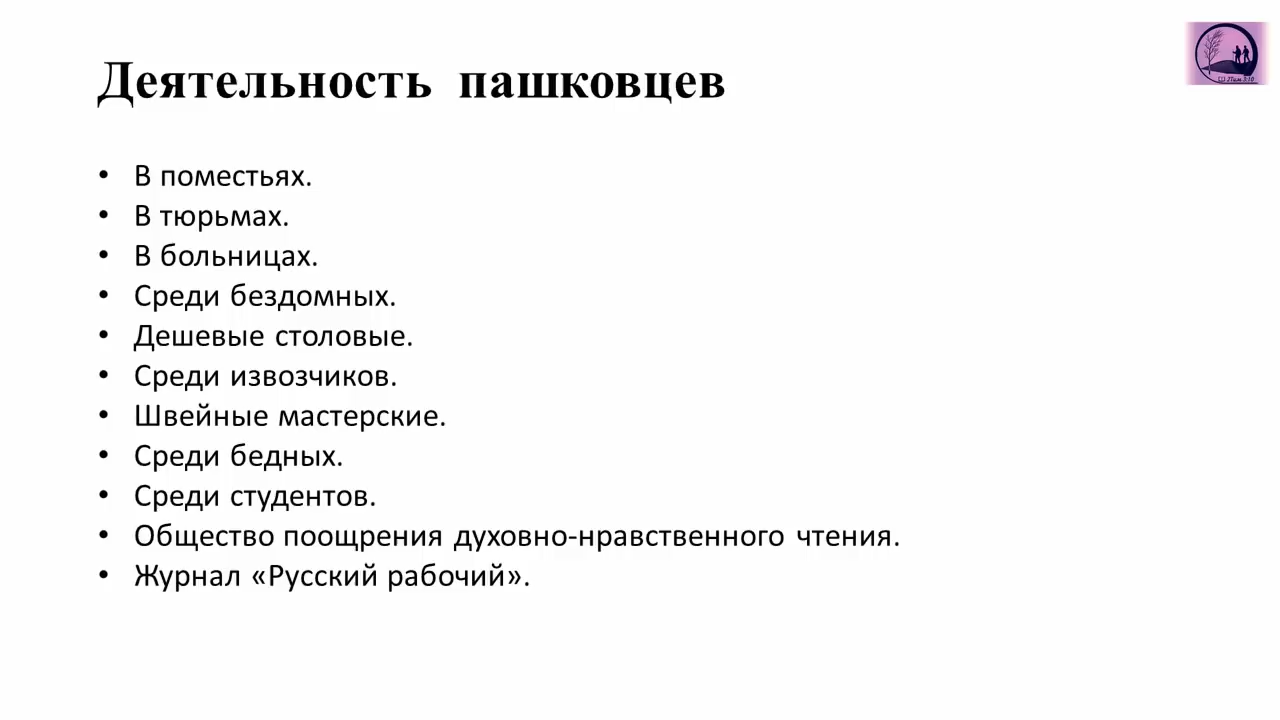 Деятельность пашковцев
• В поместьях.
• В тюрьмах.
• В больницах.
• Среди бездомных.
• Дешевые столовые.
• Среди извозчиков.
• Швейные мастерские.
• Среди бедных.
• Среди студентов.
• Общество поощрения духовно-нравственного чтения.
• Журнал «Русский рабочий».